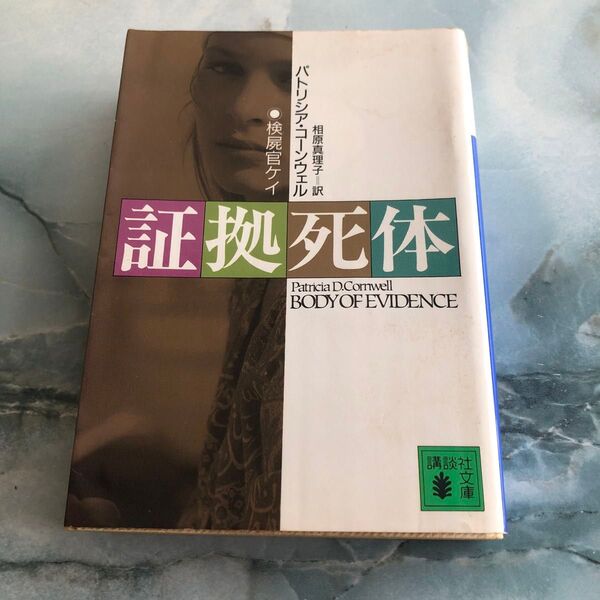 パトリシア・コーンウェル
相原真理子=訳
●検屍官ケイ
証拠死体
Patricia D.Cornwell
BODY OF EVIDENCE
講談社
文庫